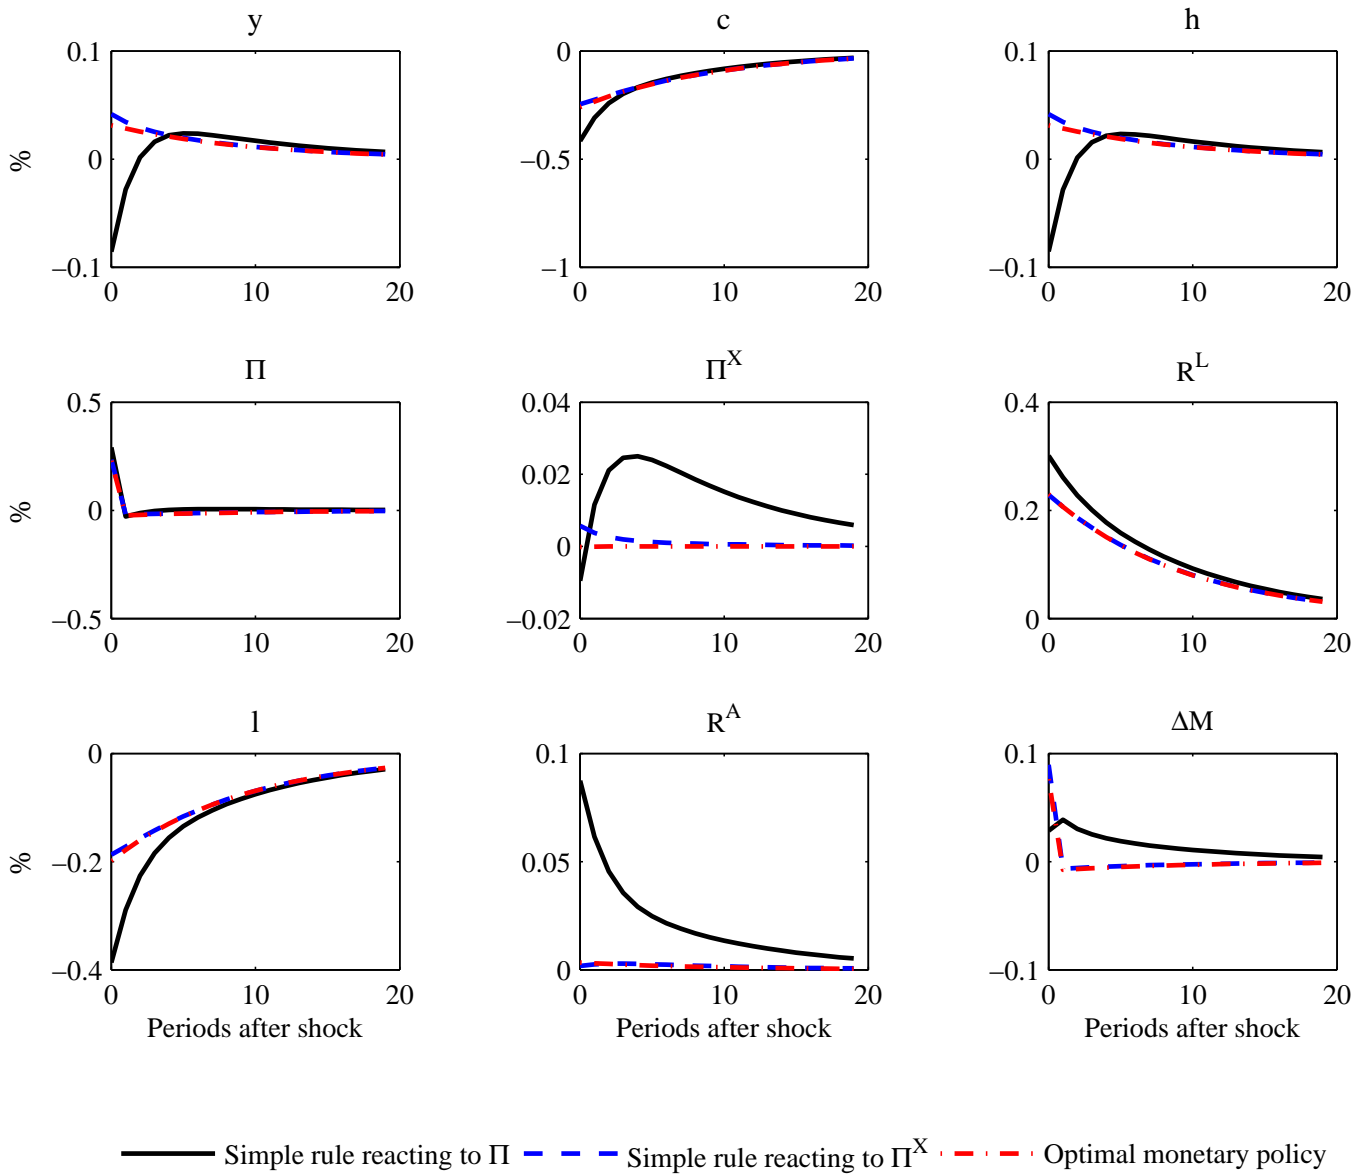 y c h
0.1 0 0.1
% 0 −0.5 0
−0.1 −1 −0.1
0 10 20 0 10 20 0 10 20
Π Π^X R^L
0.5 0.04 0.4
0.02
% 0 0 0.2
−0.5 −0.02 0
0 10 20 0 10 20 0 10 20
l R^A ΔM
0 0.1 0.1
% −0.2 0.05 0
−0.4 0 −0.1
0 10 20 0 10 20 0 10 20
Periods after shock Periods after shock Periods after shock
Simple rule reacting to Π Simple rule reacting to Π^X Optimal monetary policy